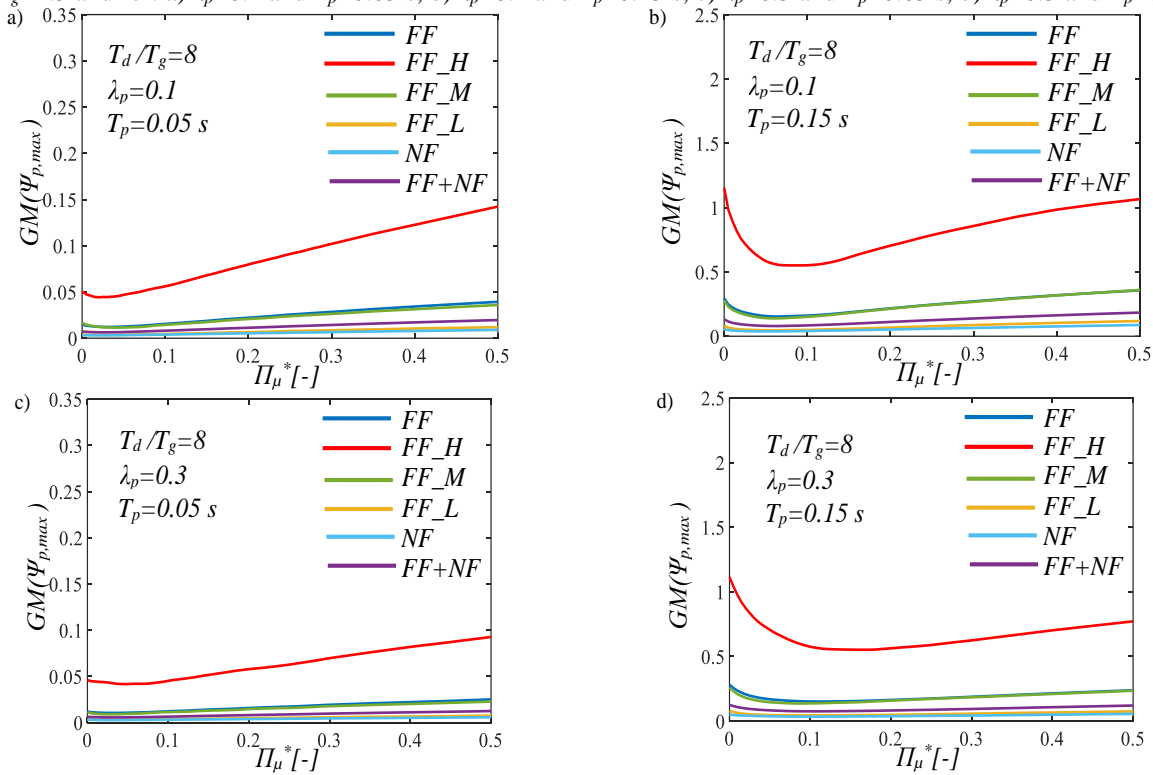 a)
GM(Ψp,max)
0.35
0.3
0.25
0.2
0.15
0.1
0.05
0
Td /Tg=8
λp=0.1
Tp=0.05 s
FF
FF_H
FF_M
FF_L
NF
FF+NF
0 0.1 0.2 0.3 0.4 0.5
Πμ*[-]
b)
GM(Ψp,max)
2.5
2
1.5
1
0.5
0
Td /Tg=8
λp=0.1
Tp=0.15 s
FF
FF_H
FF_M
FF_L
NF
FF+NF
0 0.1 0.2 0.3 0.4 0.5
Πμ*[-]
c)
GM(Ψp,max)
0.35
0.3
0.25
0.2
0.15
0.1
0.05
0
Td /Tg=8
λp=0.3
Tp=0.05 s
FF
FF_H
FF_M
FF_L
NF
FF+NF
0 0.1 0.2 0.3 0.4 0.5
Πμ*[-]
d)
GM(Ψp,max)
2.5
2
1.5
1
0.5
0
Td /Tg=8
λp=0.3
Tp=0.15 s
FF
FF_H
FF_M
FF_L
NF
FF+NF
0 0.1 0.2 0.3 0.4 0.5
Πμ*[-]